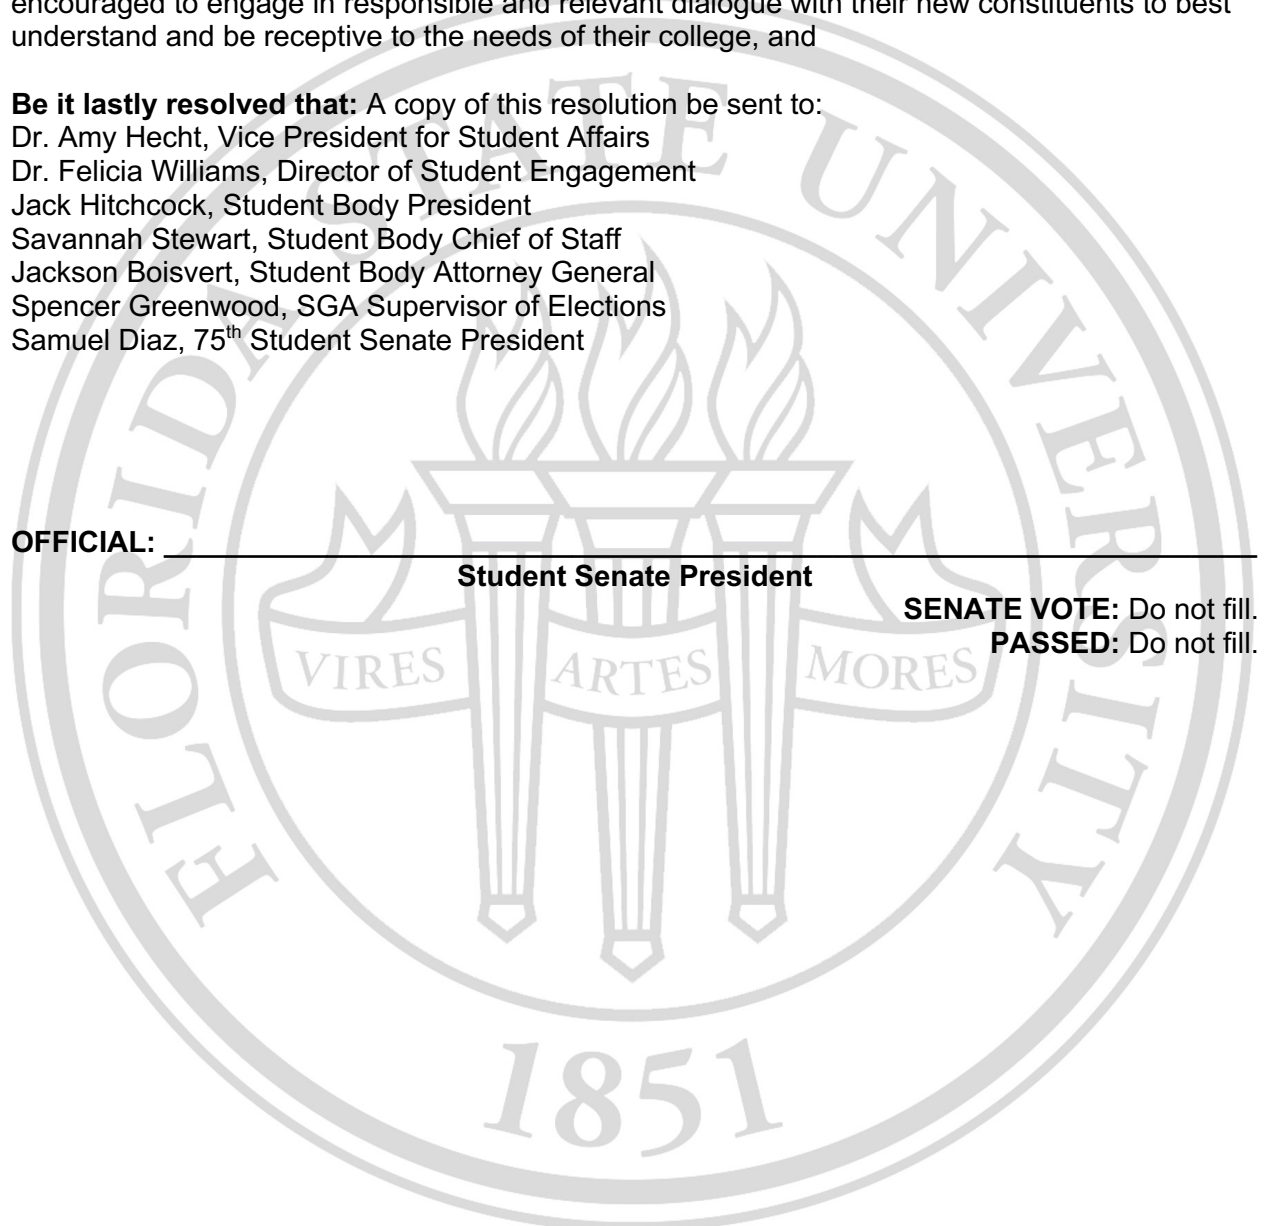 encouraged to engage in responsible and relevant dialogue with their new constituents to best
understand and be receptive to the needs of their college, and
Be it lastly resolved that: A copy of this resolution be sent to:
Dr. Amy Hecht, Vice President for Student Affairs
Dr. Felicia Williams, Director of Student Engagement
Jack Hitchcock, Student Body President
Savannah Stewart, Student Body Chief of Staff
Jackson Boisvert, Student Body Attorney General
Spencer Greenwood, SGA Supervisor of Elections
Samuel Diaz, 75th Student Senate President
OFFICIAL:
Student Senate President
SENATE VOTE: Do not fill.
PASSED: Do not fill.
FLORIDA STATE UNIVERSITY
VIRES ARTES MORES
1851